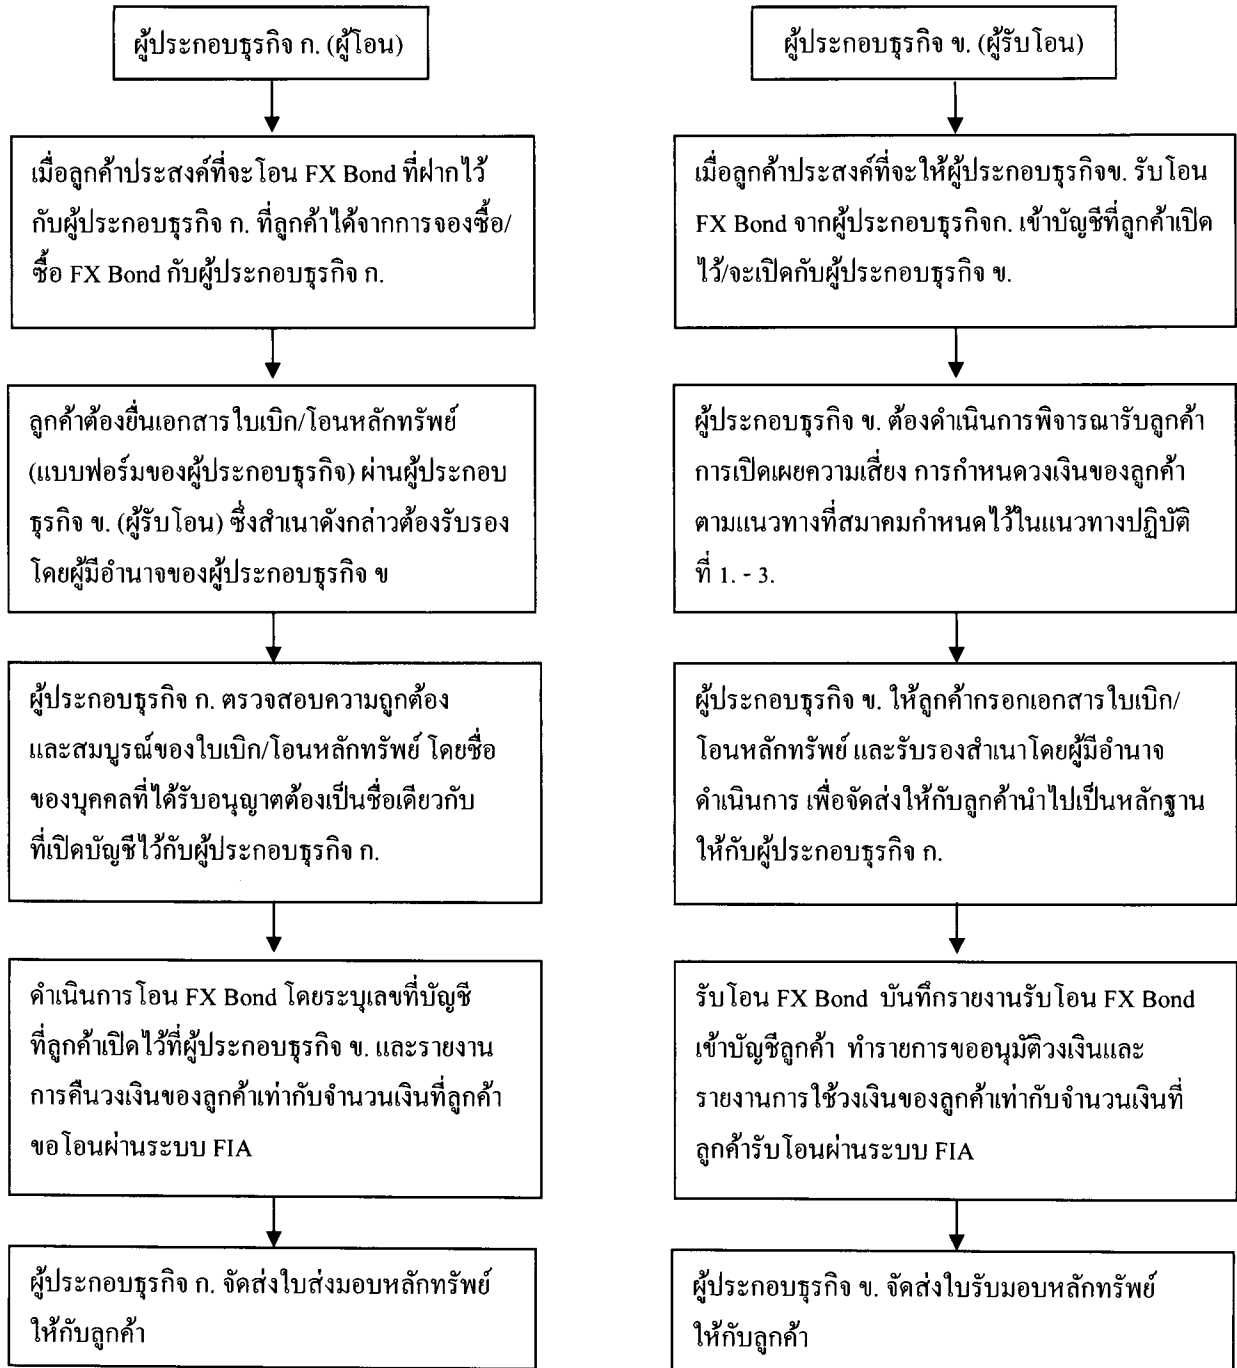 ผู้ประกอบธุรกิจ ก. (ผู้โอน)
เมื่อลูกค้าประสงค์ที่จะโอน FX Bond ที่ฝากไว้
กับผู้ประกอบธุรกิจ ก. ที่ลูกค้าได้จากการจองซื้อ/
ซื้อ FX Bond กับผู้ประกอบธุรกิจ ก.
ลูกค้าต้องยื่นเอกสารใบเบิก/โอนหลักทรัพย์
(แบบฟอร์มของผู้ประกอบธุรกิจ) ผ่านผู้ประกอบ
ธุรกิจ ข. (ผู้รับโอน) ซึ่งสำเนาดังกล่าวต้องรับรอง
โดยผู้มีอำนาจของผู้ประกอบธุรกิจ ข
ผู้ประกอบธุรกิจ ก. ตรวจสอบความถูกต้อง
และสมบูรณ์ของใบเบิก/โอนหลักทรัพย์ โดยชื่อ
ของบุคคลที่ได้รับอนุญาตต้องเป็นชื่อเดียวกับ
ที่เปิดบัญชีไว้กับผู้ประกอบธุรกิจ ก.
ดำเนินการโอน FX Bond โดยระบุเลขที่บัญชี
ที่ลูกค้าเปิดไว้ที่ผู้ประกอบธุรกิจ ข. และรายงาน
การคืนวงเงินของลูกค้าเท่ากับจำนวนเงินที่ลูกค้า
ขอโอนผ่านระบบ FIA
ผู้ประกอบธุรกิจ ก. จัดส่งใบส่งมอบหลักทรัพย์
ให้กับลูกค้า
ผู้ประกอบธุรกิจ ข. (ผู้รับโอน)
เมื่อลูกค้าประสงค์ที่จะให้ผู้ประกอบธุรกิจข. รับโอน
FX Bond จากผู้ประกอบธุรกิจก. เข้าบัญชีที่ลูกค้าเปิด
ไว้/จะเปิดกับผู้ประกอบธุรกิจ ข.
ผู้ประกอบธุรกิจ ข. ต้องดำเนินการพิจารณารับลูกค้า
การเปิดเผยความเสี่ยง การกำหนดวงเงินของลูกค้า
ตามแนวทางที่สมาคมกำหนดไว้ในแนวทางปฏิบัติ
ที่ 1. - 3.
ผู้ประกอบธุรกิจ ข. ให้ลูกค้ากรอกเอกสารใบเบิก/
โอนหลักทรัพย์ และรับรองสำเนาโดยผู้มีอำนาจ
ดำเนินการ เพื่อจัดส่งให้กับลูกค้านำไปเป็นหลักฐาน
ให้กับผู้ประกอบธุรกิจ ก.
รับโอน FX Bond บันทึกรายงานรับโอน FX Bond
เข้าบัญชีลูกค้า ทำรายการขออนุมัติวงเงินและ
รายงานการใช้วงเงินของลูกค้าเท่ากับจำนวนเงินที่
ลูกค้ารับโอนผ่านระบบ FIA
ผู้ประกอบธุรกิจ ข. จัดส่งใบรับมอบหลักทรัพย์
ให้กับลูกค้า